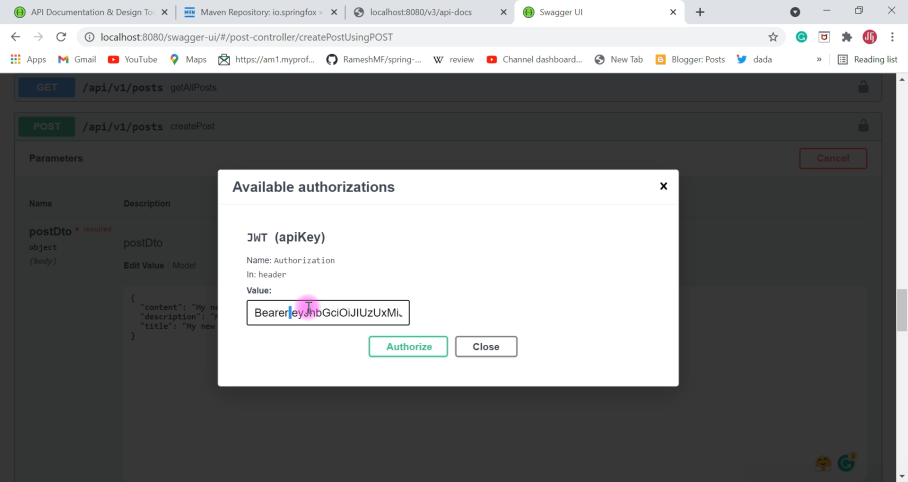 API Documentation & Design To
Maven Repository: io.springfox »
localhost:8080/v3/api-docs
Swagger UI
localhost:8080/swagger-ui/#/post-controller/createPostUsingPOST
Apps
Gmail
YouTube
Maps
https://am1.myprof...
RameshMF/spring-...
review
Channel dashboard...
New Tab
Blogger: Posts
dada
»
Reading list
GET /api/v1/posts getAllPosts
POST /api/v1/posts createPost
Parameters
Cancel
Available authorizations
Name
Description
postDto * required
object
(body)
postDto
Edit Value | Model
{
"content": "My ne
"description": "
"title": "My new
}
JWT (apiKey)
Name: Authorization
In: header
Value:
Bearer eyJhbGciOiJIUzUxMiJ
Authorize
Close